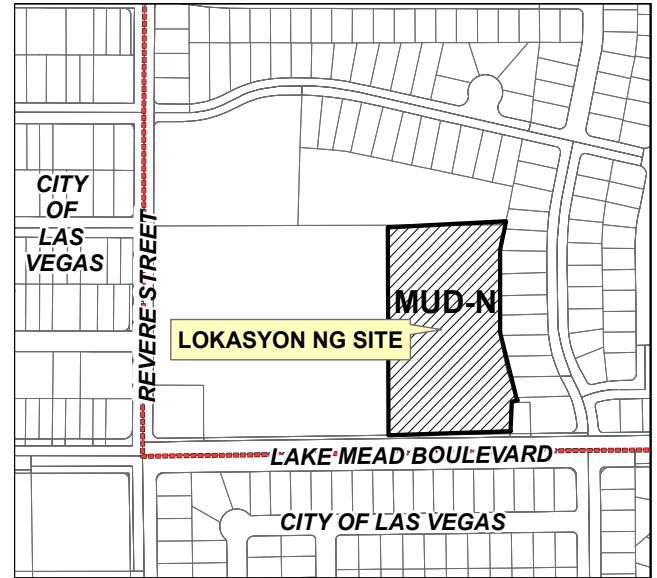 CITY
OF
LAS
VEGAS
REVERE STREET
MUD-N
LOKASYON NG SITE
LAKE MEAD BOULEVARD
CITY OF LAS VEGAS